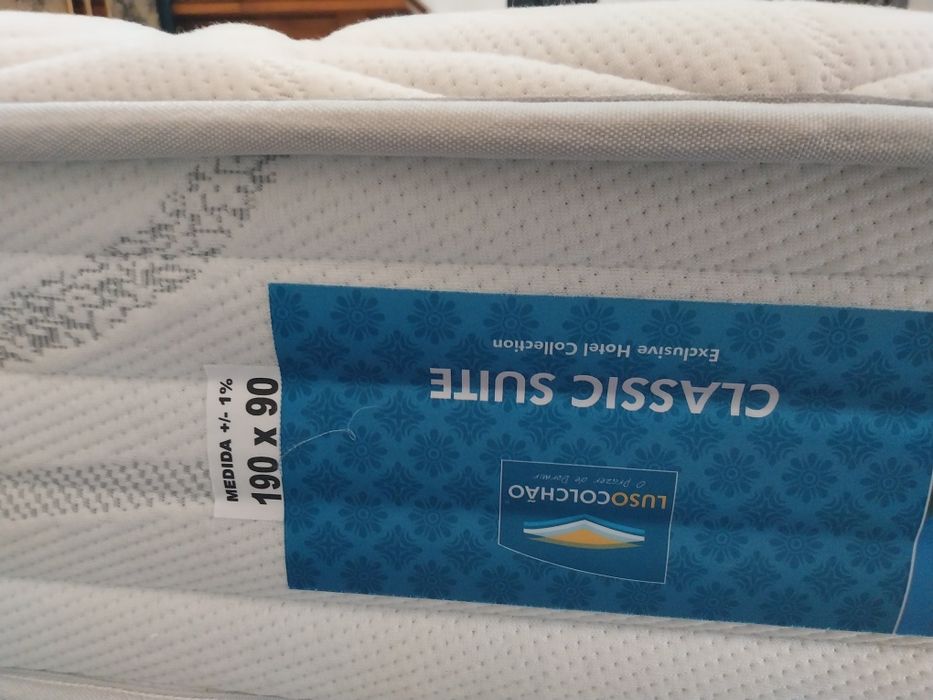 LUSOCOLCHÃO
O Prazer de Dormir
CLASSIC SUITE
Exclusive Hotel Collection
MEDIDA +/- 1%
190 X 90